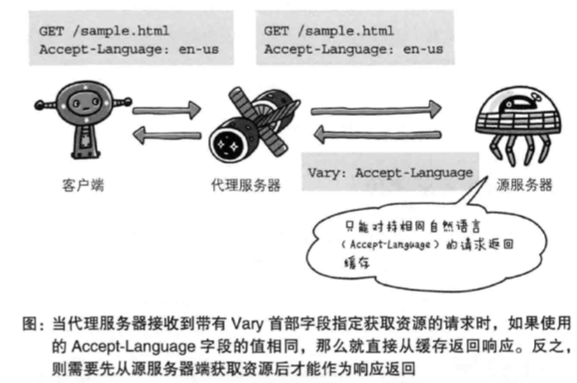 GET /sample.html
Accept-Language: en-us
GET /sample.html
Accept-Language: en-us
客户端
代理服务器
Vary: Accept-Language
源服务器
只能对持相同自然语言
（Accept-Language）的请求返回
缓存
图：当代理服务器接收到带有 Vary 首部字段指定获取资源的请求时，如果使用
的 Accept-Language 字段的值相同，那么就直接从缓存返回响应。反之，
则需要先从源服务器端获取资源后才能作为响应返回